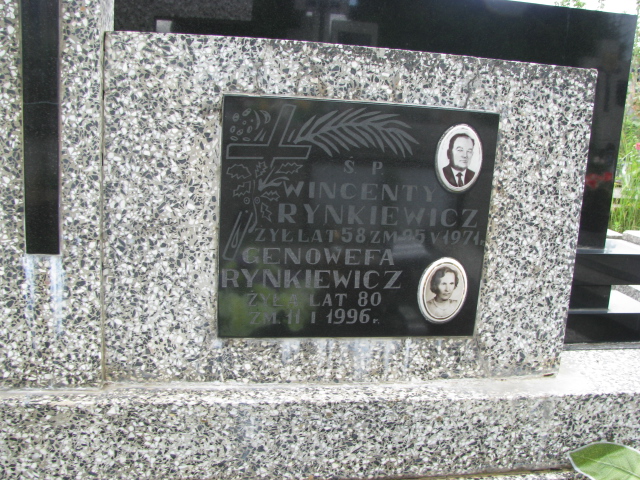 Ś P.
WINCENTY
RYNKIEWICZ
ŻYŁ LAT 58 ZM. 25 V 1971 r.
GENOWEFA
RYNKIEWICZ
ŻYŁA LAT 80
ZM. 11 I 1996 r.